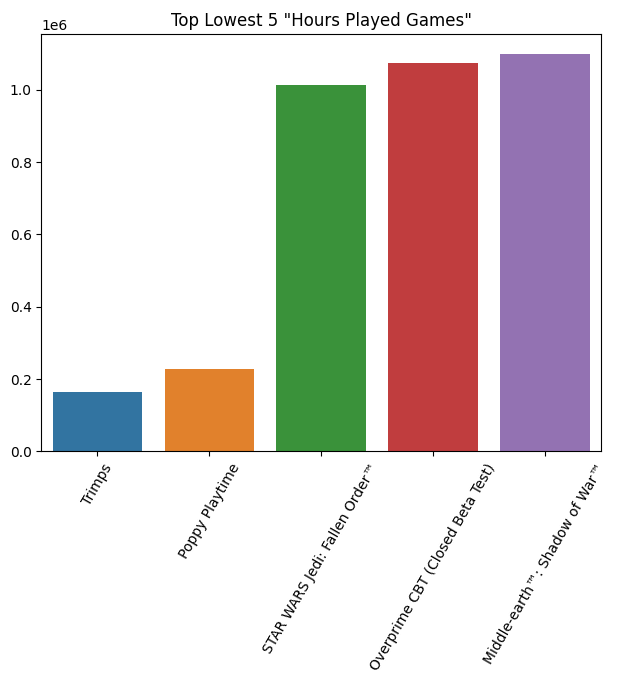 Top Lowest 5 "Hours Played Games"
1e6
1.0
0.8
0.6
0.4
0.2
0.0
Trimps
Poppy Playtime
STAR WARS Jedi: Fallen Order™
Overprime CBT (Closed Beta Test)
Middle-earth™: Shadow of War™